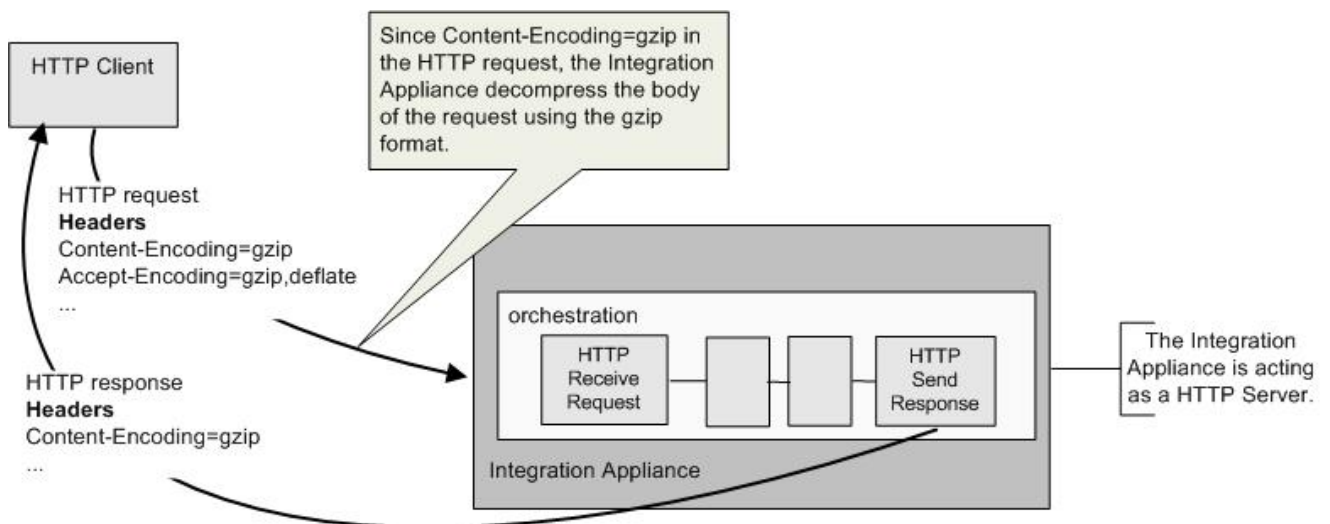 HTTP Client
Since Content-Encoding=gzip in
the HTTP request, the Integration
Appliance decompress the body
of the request using the gzip
format.
HTTP request
Headers
Content-Encoding=gzip
Accept-Encoding=gzip,deflate
...
orchestration
HTTP
Receive
Request
HTTP
Send
Response
Integration Appliance
The Integration
Appliance is acting
as a HTTP Server.
HTTP response
Headers
Content-Encoding=gzip
...